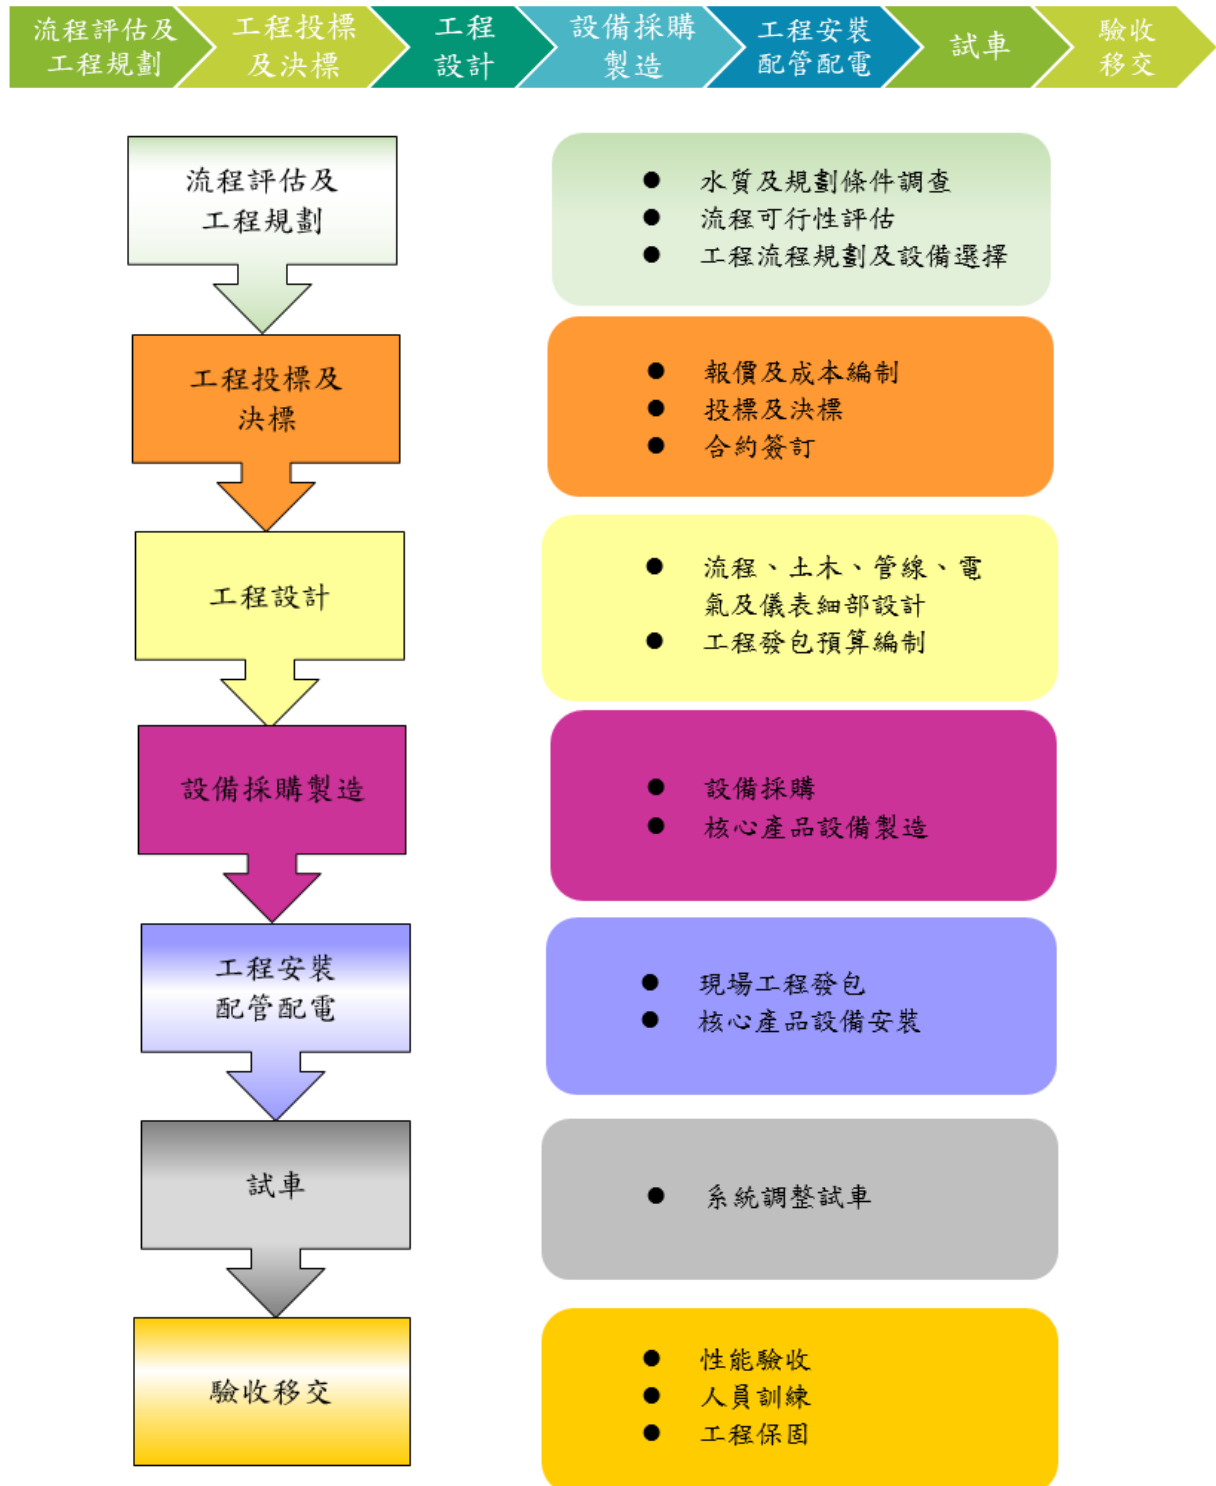 流程評估及
工程規劃
工程投標
及決標
工程
設計
設備採購
製造
工程安裝
配管配電
試車
驗收
移交
流程評估及
工程規劃
● 水質及規劃條件調查
● 流程可行性評估
● 工程流程規劃及設備選擇
工程投標及
決標
● 報價及成本編制
● 投標及決標
● 合約簽訂
工程設計
● 流程、土木、管線、電
氣及儀表細部設計
● 工程發包預算編制
設備採購製造
● 設備採購
● 核心產品設備製造
工程安裝
配管配電
● 現場工程發包
● 核心產品設備安裝
試車
● 系統調整試車
驗收移交
● 性能驗收
● 人員訓練
● 工程保固